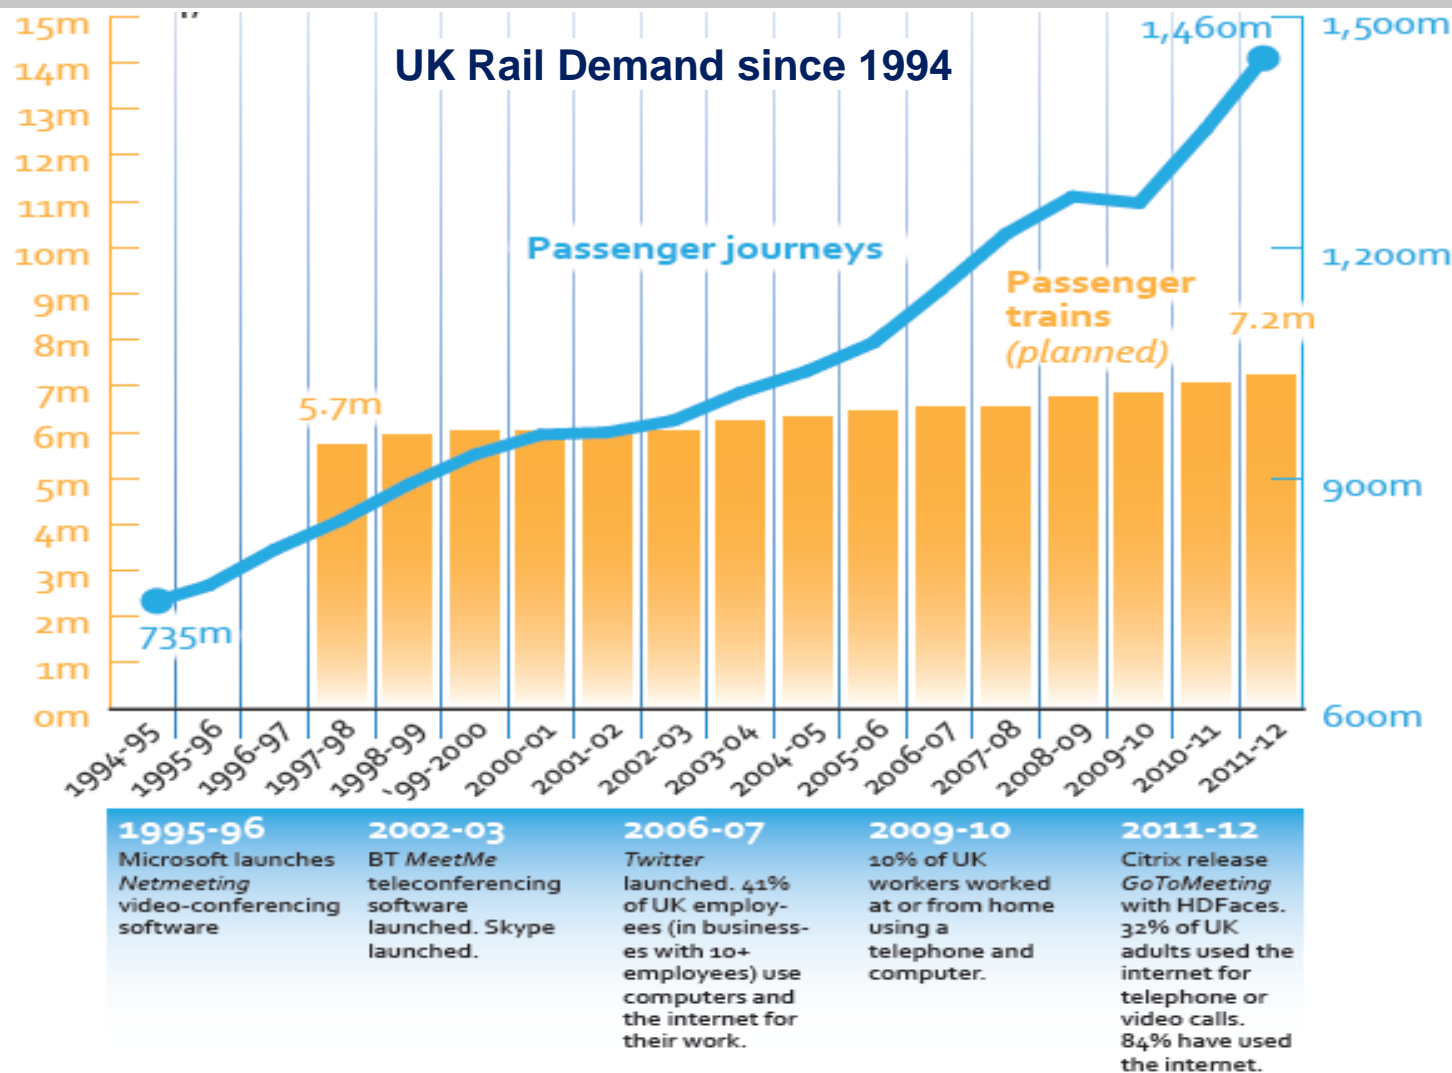 UK Rail Demand since 1994
15m
14m
13m
12m
11m
10m
9m
8m
7m
6m
5m
4m
3m
2m
1m
0m
1,460m
1,500m
1,200m
900m
600m
Passenger journeys
Passenger
trains
(planned)
7.2m
5.7m
735m
1994-95
1995-96
1996-97
1997-98
1998-99
'99-2000
2000-01
2001-02
2002-03
2003-04
2004-05
2005-06
2006-07
2007-08
2008-09
2009-10
2010-11
2011-12
1995-96
Microsoft launches
Netmeeting
video-conferencing
software
2002-03
BT MeetMe
teleconferencing
software
launched. Skype
launched.
2006-07
Twitter
launched. 41%
of UK employ-
ees (in business-
es with 10+
employees) use
computers and
the internet for
their work.
2009-10
10% of UK
workers worked
at or from home
using a
telephone and
computer.
2011-12
Citrix release
GoToMeeting
with HDFaces.
32% of UK
adults used the
internet for
telephone or
video calls.
84% have used
the internet.